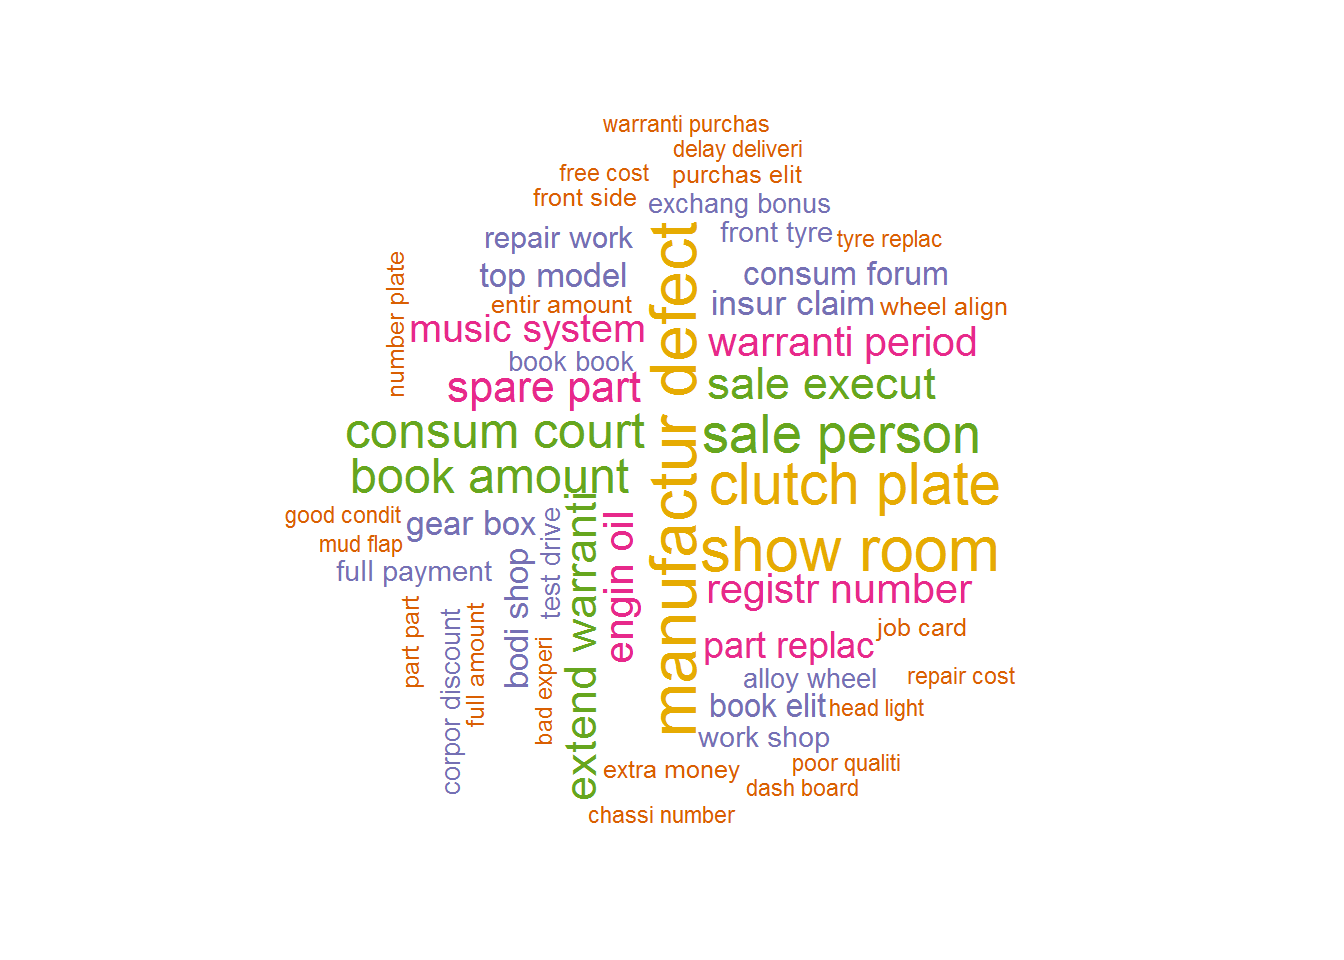 warranti purchas
delay deliveri
free cost
purchas elit
front side
exchang bonus
repair work
front tyre
tyre replac
number plate
top model
consum forum
entir amount
insur claim
wheel align
music system
warranti period
book book
spare part
sale execut
manufactur defect
consum court
sale person
book amount
clutch plate
good condit
gear box
mud flap
test drive
engin oil
extend warranti
show room
full payment
bodi shop
registr number
part part
corpor discount
full amount
bad experi
job card
part replac
alloy wheel
repair cost
book elit
head light
work shop
extra money
poor qualiti
dash board
chassi number